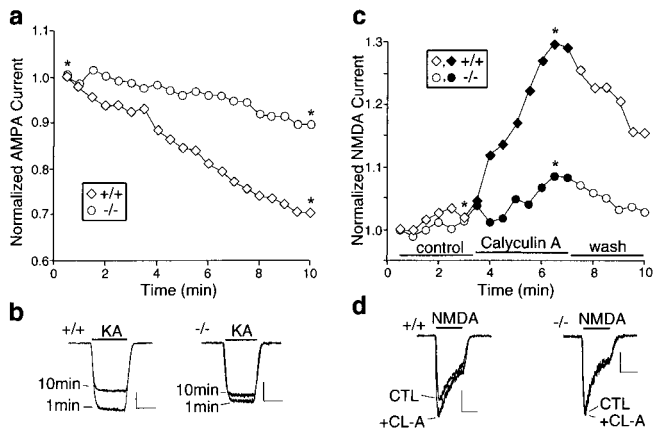 a
Normalized AMPA Current
1.1
1.0
0.9
0.8
0.7
0.6
*
*
*
+/+
-/-
0 2 4 6 8 10
Time (min)
b
+/+ KA
10min
1min
-/- KA
10min
1min
c
Normalized NMDA Current
1.3
1.2
1.1
1.0
*
*
*
, +/+
, -/-
control Calyculin A wash
0 2 4 6 8 10
Time (min)
d
+/+ NMDA
CTL
+CL-A
-/- NMDA
CTL
+CL-A